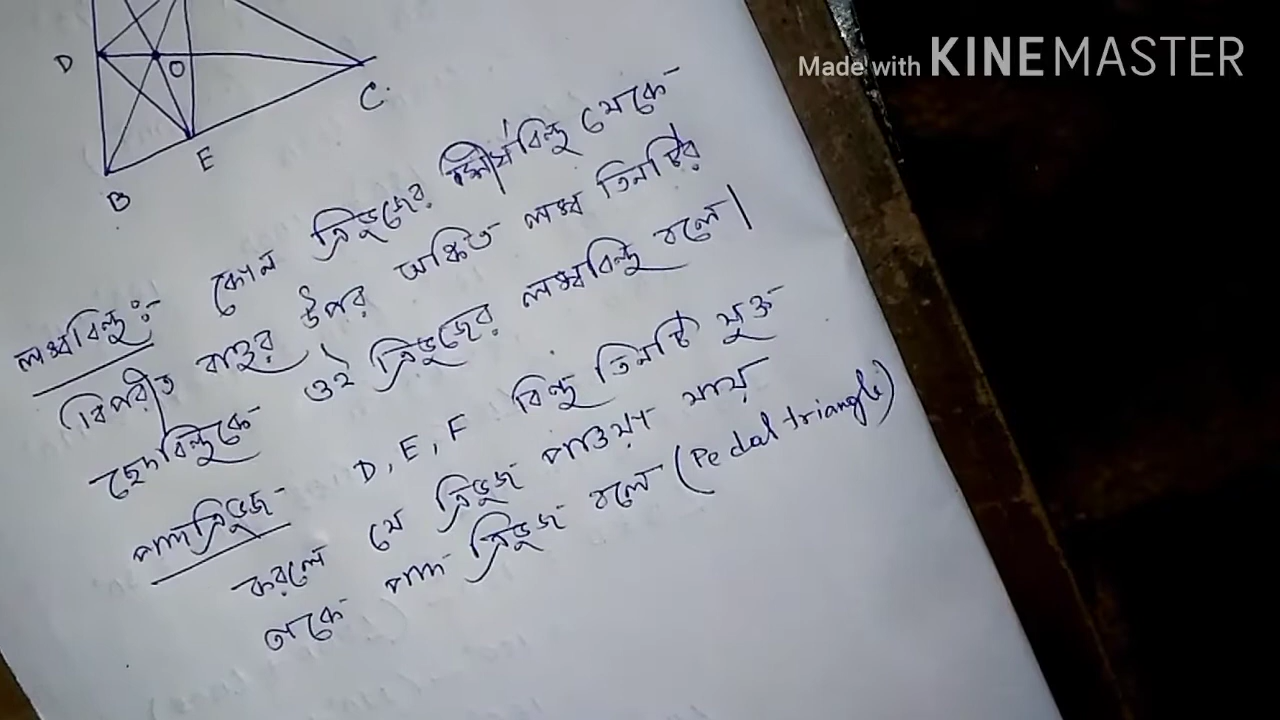 Made with KINEMASTER
D
O
C.
E
B
লম্ববিন্দু:- কোন ত্রিভুজের শীর্ষবিন্দু থেকে
বিপরীত বাহুর উপর অঙ্কিত লম্ব তিনটির
ছেদবিন্দুকে ওই ত্রিভুজের লম্ববিন্দু বলে।
পাদত্রিভুজ- D, E, F বিন্দু তিনটি যুক্ত
করলে যে ত্রিভুজ পাওয়া যায়
তাকে পাদ ত্রিভুজ বলে (Pedal triangle)